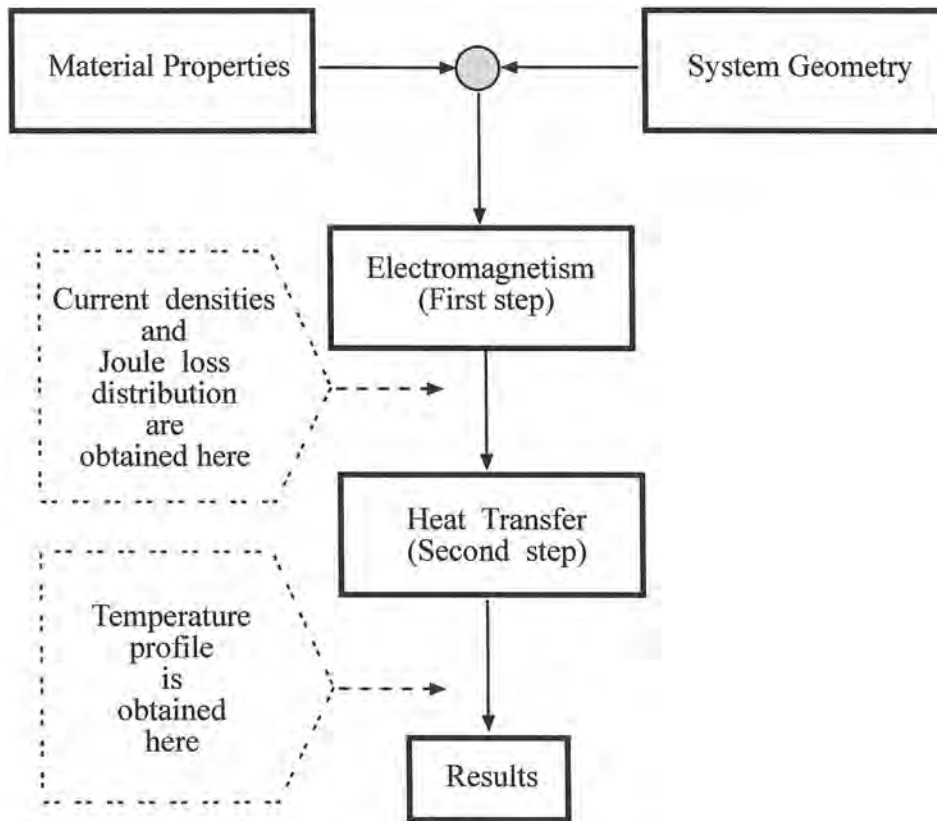 Material Properties
System Geometry
Electromagnetism
(First step)
Current densities
and
Joule loss
distribution
are
obtained here
Heat Transfer
(Second step)
Temperature
profile
is
obtained
here
Results